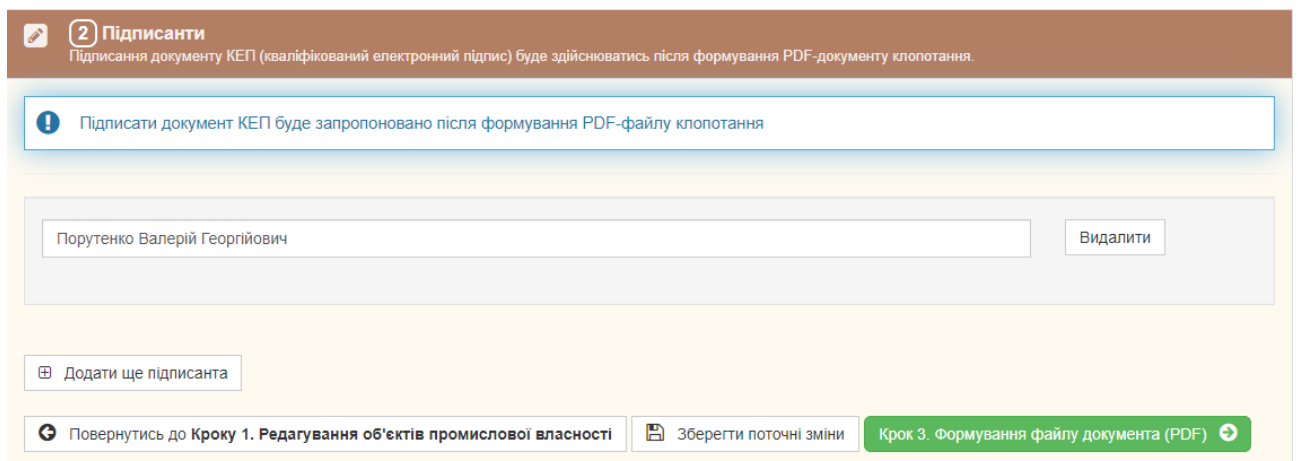 2 Підписанти
Підписання документу КЕП (кваліфікований електронний підпис) буде здійснюватись після формування PDF-документу клопотання.
Підписати документ КЕП буде запропоновано після формування PDF-файлу клопотання
Порутенко Валерій Георгійович Видалити
Додати ще підписанта
Повернутись до Кроку 1. Редагування об'єктів промислової власності Зберегти поточні зміни Крок 3. Формування файлу документа (PDF)